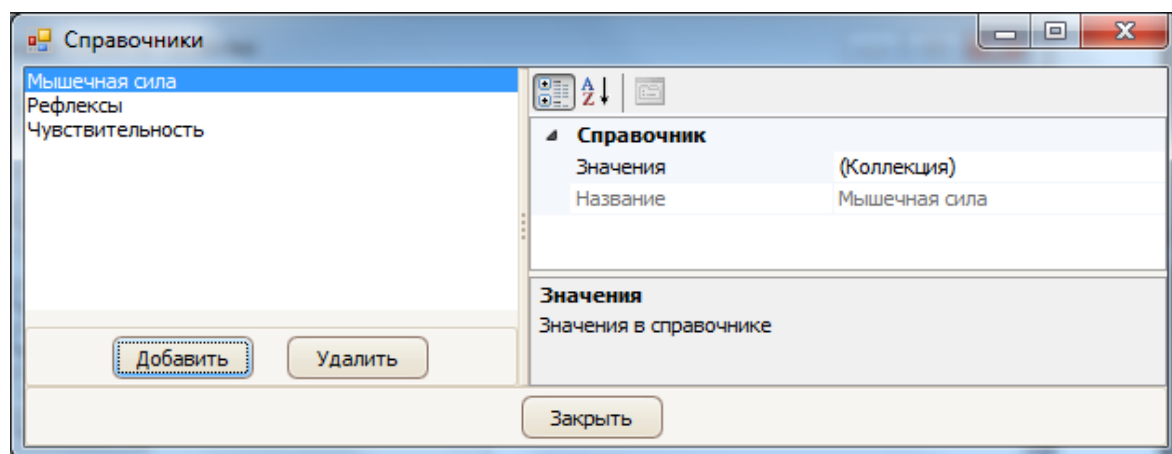 Справочники
Мышечная сила
Рефлексы
Чувствительность
Добавить
Удалить
Справочник
Значения (Коллекция)
Название Мышечная сила
Значения
Значения в справочнике
Закрыть